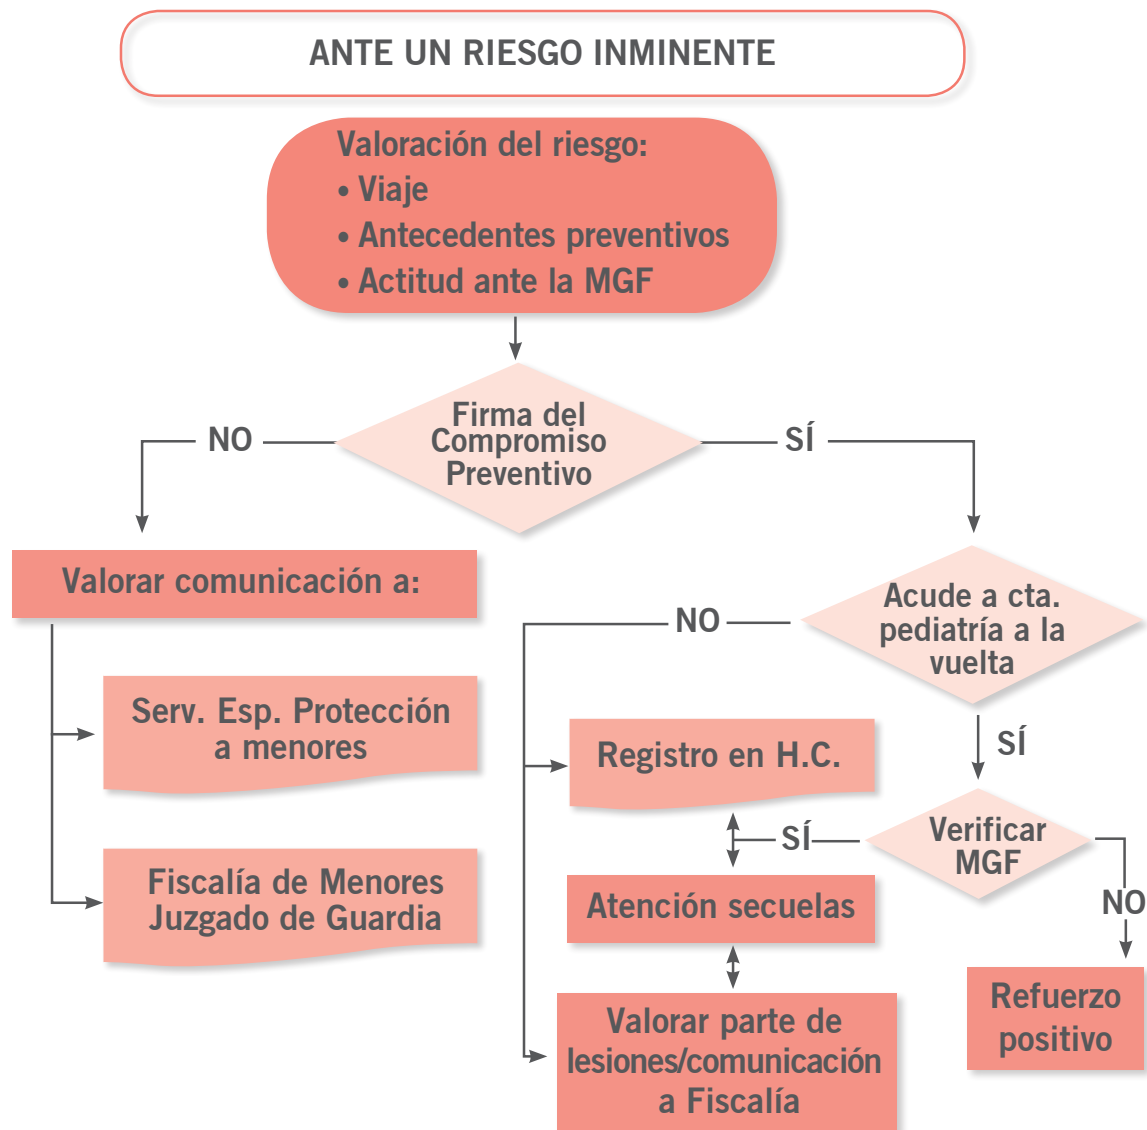 ANTE UN RIESGO INMINENTE
Valoración del riesgo:
• Viaje
• Antecedentes preventivos
• Actitud ante la MGF
Firma del
Compromiso
Preventivo
NO
SÍ
Valorar comunicación a:
Serv. Esp. Protección
a menores
Fiscalía de Menores
Juzgado de Guardia
Acude a cta.
pediatría a la
vuelta
NO
SÍ
Registro en H.C.
Verificar
MGF
SÍ
NO
Atención secuelas
Valorar parte de
lesiones/comunicación
a Fiscalía
Refuerzo
positivo